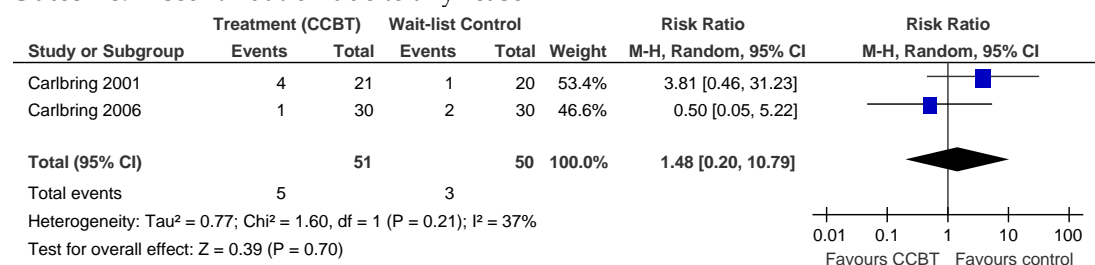 Treatment (CCBT) Wait-list Control Risk Ratio Risk Ratio
Study or Subgroup Events Total Events Total Weight M-H, Random, 95% CI M-H, Random, 95% CI
Carlbring 2001 4 21 1 20 53.4% 3.81 [0.46, 31.23]
Carlbring 2006 1 30 2 30 46.6% 0.50 [0.05, 5.22]
Total (95% CI) 51 50 100.0% 1.48 [0.20, 10.79]
Total events 5 3
Heterogeneity: Tau² = 0.77; Chi² = 1.60, df = 1 (P = 0.21); I² = 37%
Test for overall effect: Z = 0.39 (P = 0.70)
0.01 0.1 1 10 100
Favours CCBT Favours control